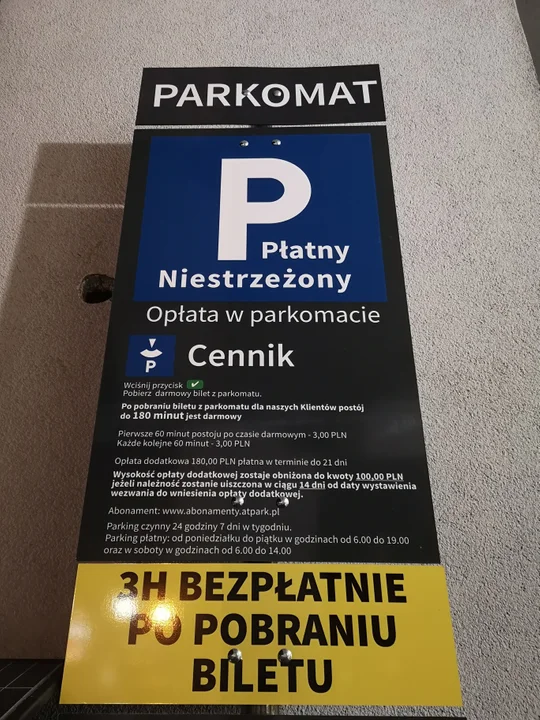 PARKOMAT
P
Płatny
Niestrzeżony
Opłata w parkomacie
P
Cennik
Wciśnij przycisk ✔
Pobierz darmowy bilet z parkomatu.
Po pobraniu biletu z parkomatu dla naszych Klientów postój
do 180 minut jest darmowy
Pierwsze 60 minut postoju po czasie darmowym - 3,00 PLN
Każde kolejne 60 minut - 3,00 PLN
Opłata dodatkowa 180,00 PLN płatna w terminie do 21 dni
Wysokość opłaty dodatkowej zostaje obniżona do kwoty 100,00 PLN
jeżeli należność zostanie uiszczona w ciągu 14 dni od daty wystawienia
wezwania do wniesienia opłaty dodatkowej.
Abonament: www.abonamenty.atpark.pl
Parking czynny 24 godziny 7 dni w tygodniu.
Parking płatny: od poniedziałku do piątku w godzinach od 6.00 do 19.00
oraz w soboty w godzinach od 6.00 do 14.00
3H BEZPŁATNIE
PO POBRANIU
BILETU